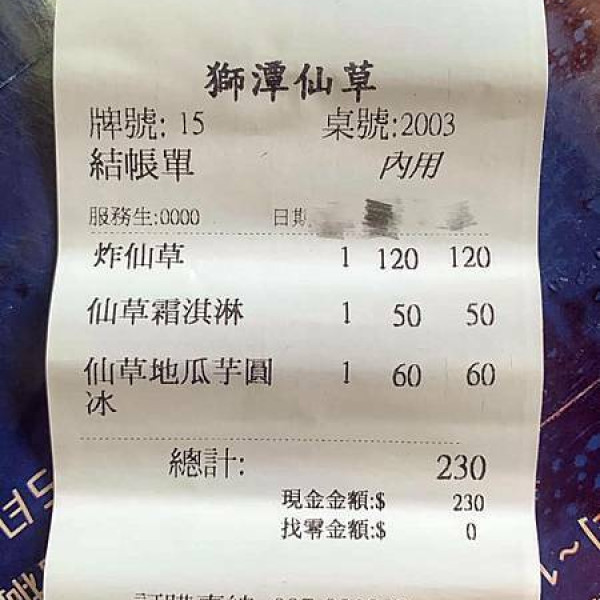 獅潭仙草
牌號: 15 桌號:2003
結帳單 內用
服務生:0000 日期
炸仙草 1 120 120
仙草霜淇淋 1 50 50
仙草地瓜芋圓 1 60 60
冰
總計: 230
現金金額:$ 230
找零金額:$ 0